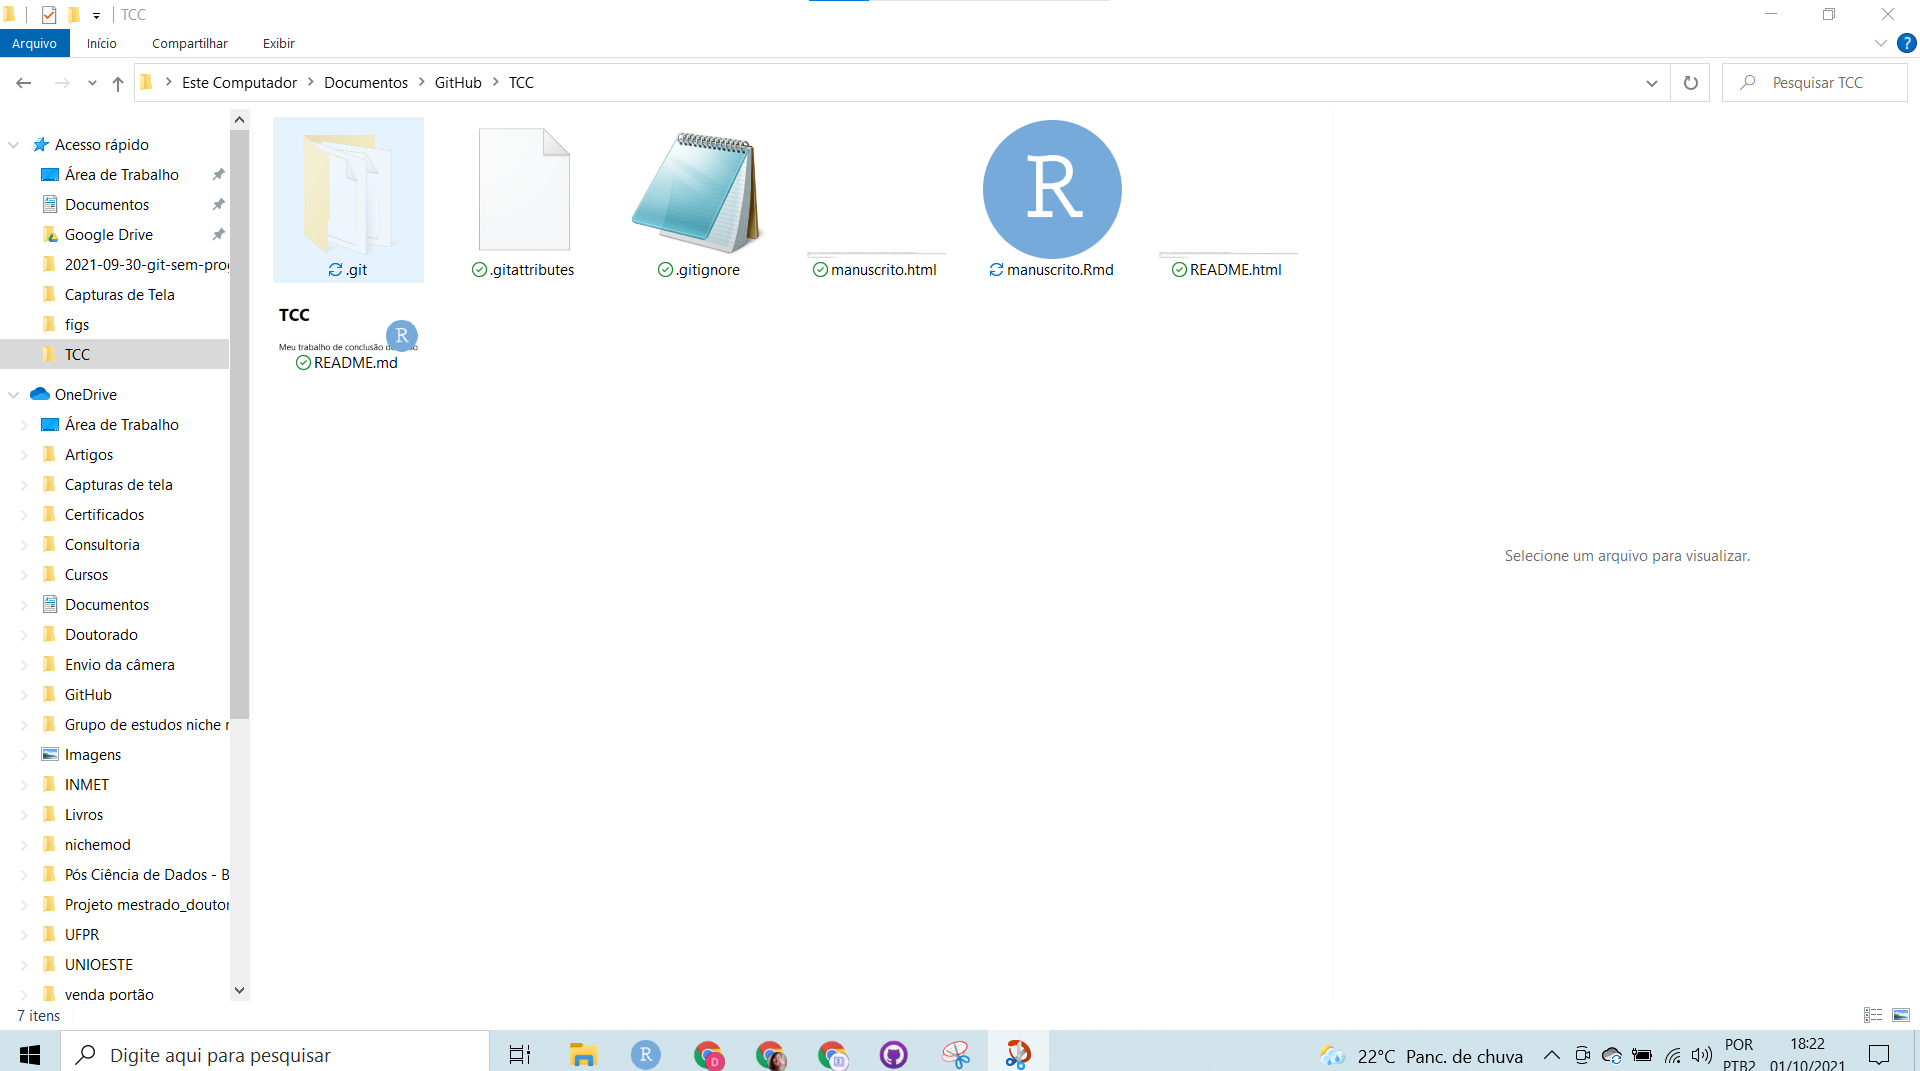 TCC
Arquivo Início Compartilhar Exibir
Este Computador Documentos GitHub TCC
Pesquisar TCC
Acesso rápido
Área de Trabalho
Documentos
Google Drive
2021-09-30-git-sem-pro
Capturas de Tela
figs
TCC
OneDrive
Área de Trabalho
Artigos
Capturas de tela
Certificados
Consultoria
Cursos
Documentos
Doutorado
Envio da câmera
GitHub
Grupo de estudos niche
Imagens
INMET
Livros
nichemod
Pós Ciência de Dados - B
Projeto mestrado_doutor
UFPR
UNIOESTE
venda portão
.git .gitattributes .gitignore manuscrito.html R manuscrito.Rmd README.html
TCC
R
Meu trabalho de conclusão
README.md
Selecione um arquivo para visualizar.
7 itens
Digite aqui para pesquisar
R
D
22°C Panc. de chuva
POR
PTB2
18:22
01/10/2021